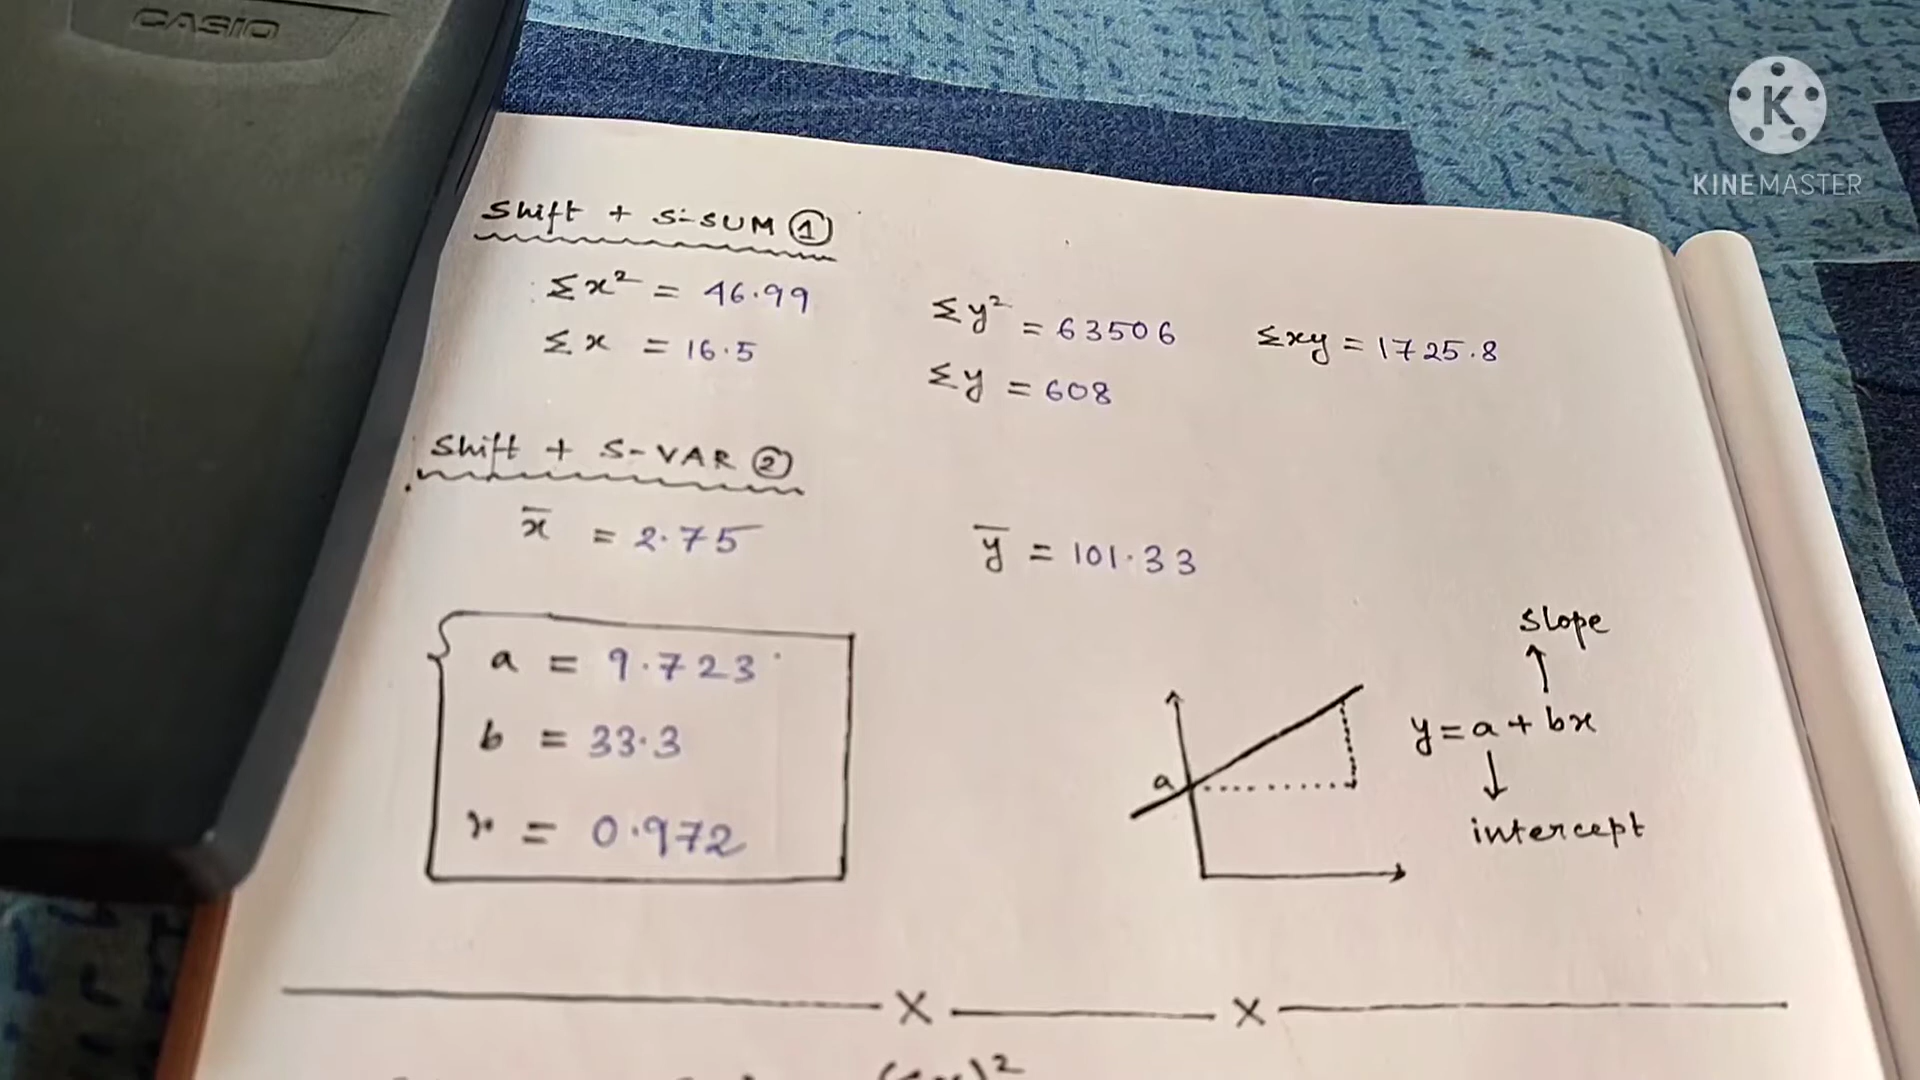 CASIO
K
KINEMASTER
Shift + S-SUM ①
Σx² = 46.99
Σx = 16.5
Σy² = 63506
Σy = 608
Σxy = 1725.8
Shift + S-VAR ②
x̄ = 2.75
ȳ = 101.33
a = 9.723
b = 33.3
r = 0.972
a
slope
y = a + bx
intercept